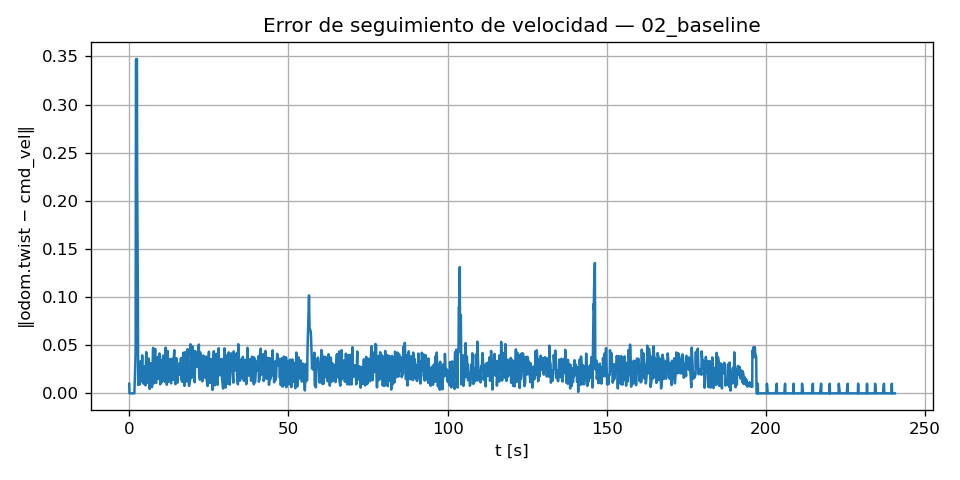 Error de seguimiento de velocidad — 02_baseline
‖odom.twist − cmd_vel‖
0.35
0.30
0.25
0.20
0.15
0.10
0.05
0.00
0 50 100 150 200 250
t [s]